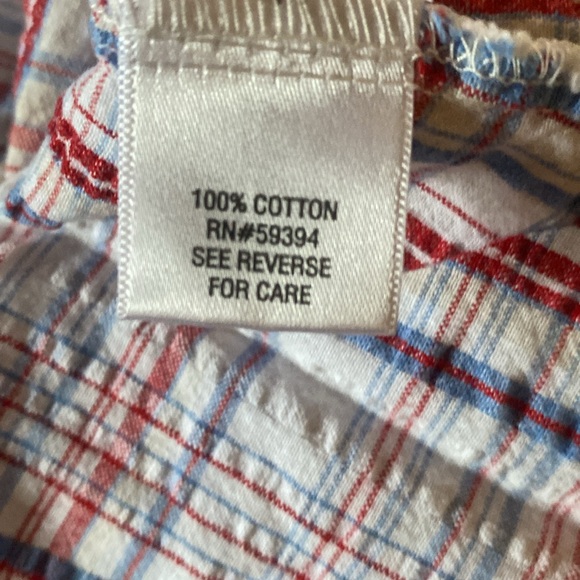 100% COTTON
RN#59394
SEE REVERSE
FOR CARE